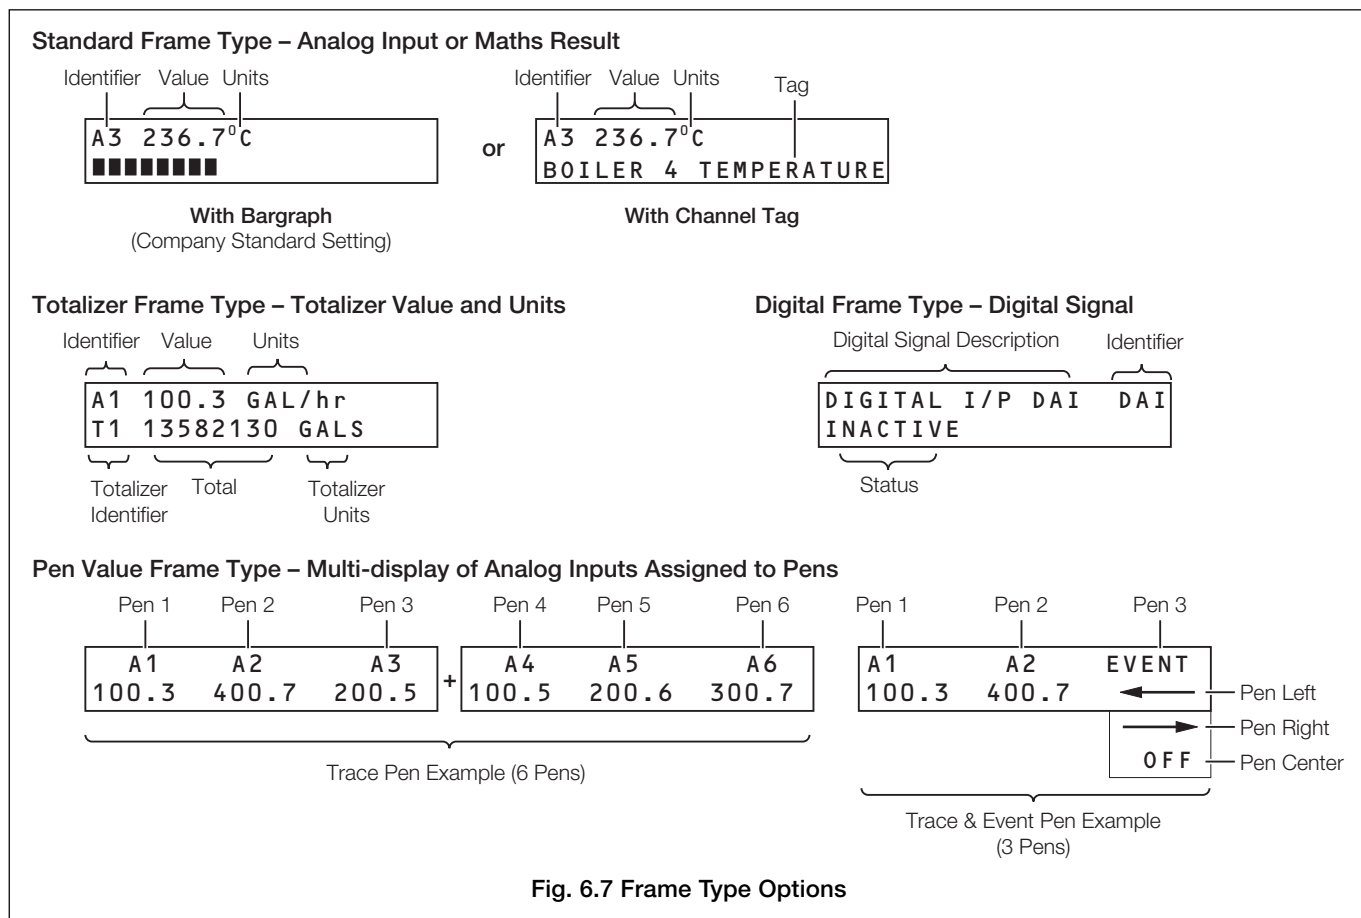 Standard Frame Type – Analog Input or Maths Result
Identifier Value Units
A3 236.7°C
With Bargraph
(Company Standard Setting)
or
Identifier Value Units Tag
A3 236.7°C
BOILER 4 TEMPERATURE
With Channel Tag
Totalizer Frame Type – Totalizer Value and Units
Identifier Value Units
A1 100.3 GAL/hr
T1 13582130 GALS
Totalizer Identifier
Total
Totalizer Units
Digital Frame Type – Digital Signal
Digital Signal Description Identifier
DIGITAL I/P DAI DAI
INACTIVE
Status
Pen Value Frame Type – Multi-display of Analog Inputs Assigned to Pens
Pen 1 Pen 2 Pen 3
A1 A2 A3
100.3 400.7 200.5
+
Pen 4 Pen 5 Pen 6
A4 A5 A6
100.5 200.6 300.7
Trace Pen Example (6 Pens)
Pen 1 Pen 2 Pen 3
A1 A2 EVENT
100.3 400.7 ← Pen Left
→ Pen Right
OFF Pen Center
Trace & Event Pen Example
(3 Pens)
Fig. 6.7 Frame Type Options